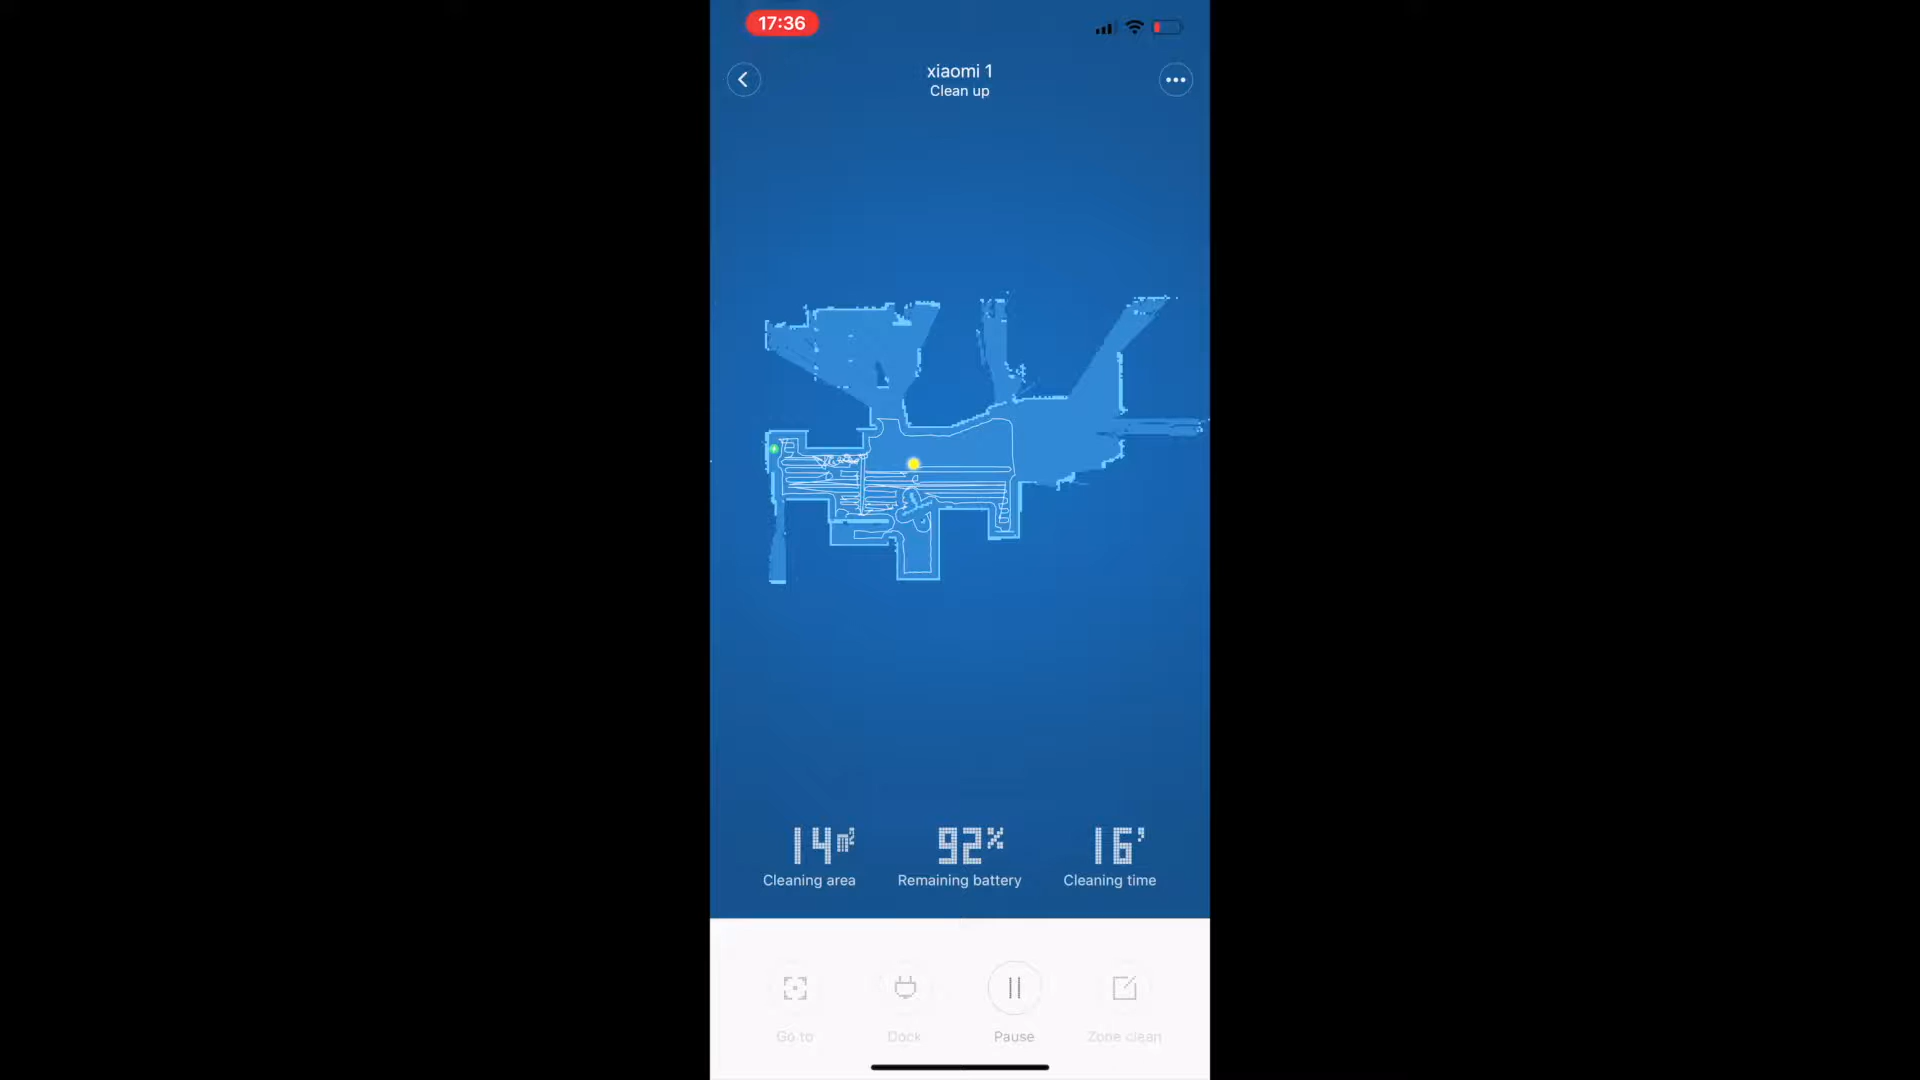 17:36
xiaomi 1
Clean up
14m² 92% 16'
Cleaning area Remaining battery Cleaning time
Go to Dock Pause Zone clean